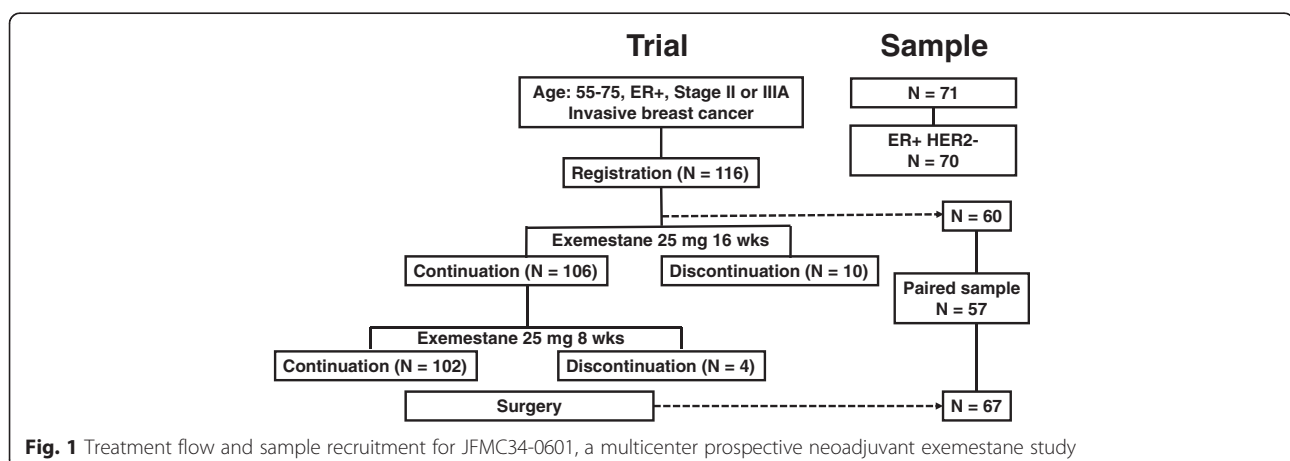 Trial
Sample
Age: 55-75, ER+, Stage II or IIIA
Invasive breast cancer
N = 71
ER+ HER2-
N = 70
Registration (N = 116)
N = 60
Exemestane 25 mg 16 wks
Continuation (N = 106)
Discontinuation (N = 10)
Paired sample
N = 57
Exemestane 25 mg 8 wks
Continuation (N = 102)
Discontinuation (N = 4)
Surgery
N = 67
Fig. 1 Treatment flow and sample recruitment for JFMC34-0601, a multicenter prospective neoadjuvant exemestane study